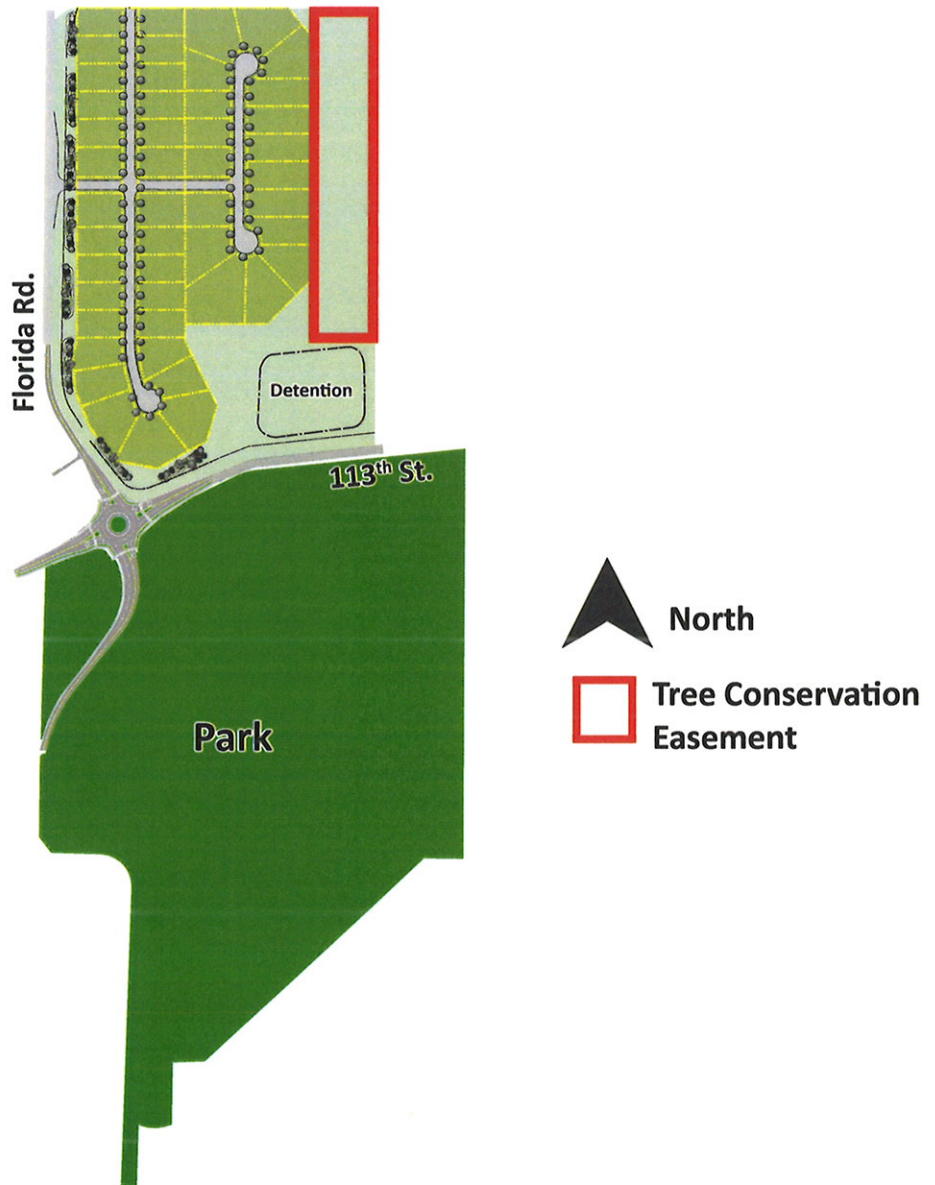 Florida Rd.
Detention
113th St.
North
Tree Conservation
Easement
Park